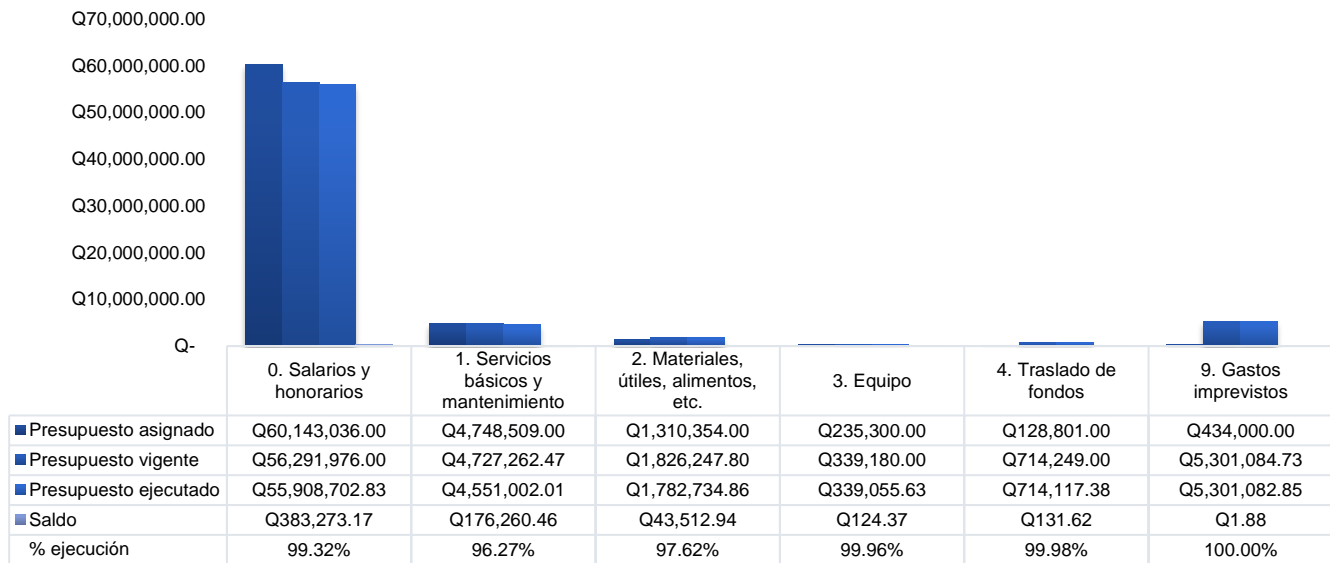 Q70,000,000.00
Q60,000,000.00
Q50,000,000.00
Q40,000,000.00
Q30,000,000.00
Q20,000,000.00
Q10,000,000.00
Q-
0. Salarios y
honorarios
1. Servicios
básicos y
mantenimiento
2. Materiales,
útiles, alimentos,
etc.
3. Equipo
4. Traslado de
fondos
9. Gastos
imprevistos
Presupuesto asignado Q60,143,036.00 Q4,748,509.00 Q1,310,354.00 Q235,300.00 Q128,801.00 Q434,000.00
Presupuesto vigente Q56,291,976.00 Q4,727,262.47 Q1,826,247.80 Q339,180.00 Q714,249.00 Q5,301,084.73
Presupuesto ejecutado Q55,908,702.83 Q4,551,002.01 Q1,782,734.86 Q339,055.63 Q714,117.38 Q5,301,082.85
Saldo Q383,273.17 Q176,260.46 Q43,512.94 Q124.37 Q131.62 Q1.88
% ejecución 99.32% 96.27% 97.62% 99.96% 99.98% 100.00%